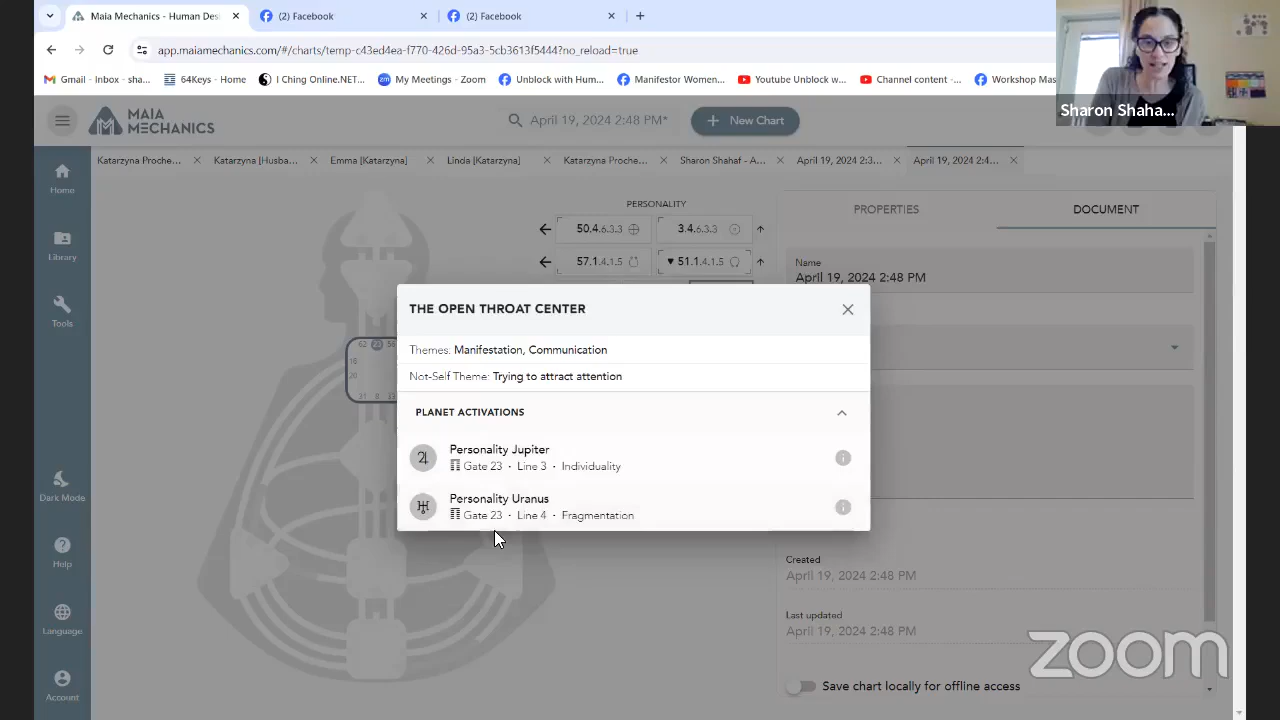 Maia Mechanics - Human Des
(2) Facebook
(2) Facebook
app.maiamechanics.com/#/charts/temp-c43ed4ea-f770-426d-95a3-5cb3613f5444?no_reload=true
Gmail - Inbox - sha...
64Keys - Home
I Ching Online.NET...
My Meetings - Zoom
Unblock with Hum...
Manifestor Women...
Youtube Unblock w...
Channel content -...
Workshop Mas
Sharon Shaha...
MAIA MECHANICS
April 19, 2024 2:48 PM*
+ New Chart
Katarzyna Proche...
Katarzyna [Husba...
Emma [Katarzyna]
Linda [Katarzyna]
Katarzyna Proche...
Sharon Shahaf - A...
April 19, 2024 2:3...
April 19, 2024 2:4...
Home
Library
Tools
Dark Mode
Help
Language
Account
PERSONALITY
50.4.6.3.3
3.4.6.3.3
57.1.4.1.5
51.1.4.1.5
62 23 56
16
20
31 8 33
PROPERTIES
DOCUMENT
Name
April 19, 2024 2:48 PM
THE OPEN THROAT CENTER
Themes: Manifestation, Communication
Not-Self Theme: Trying to attract attention
PLANET ACTIVATIONS
Personality Jupiter
Gate 23 • Line 3 • Individuality
Personality Uranus
Gate 23 • Line 4 • Fragmentation
Created
April 19, 2024 2:48 PM
Last updated
April 19, 2024 2:48 PM
Save chart locally for offline access
zoom